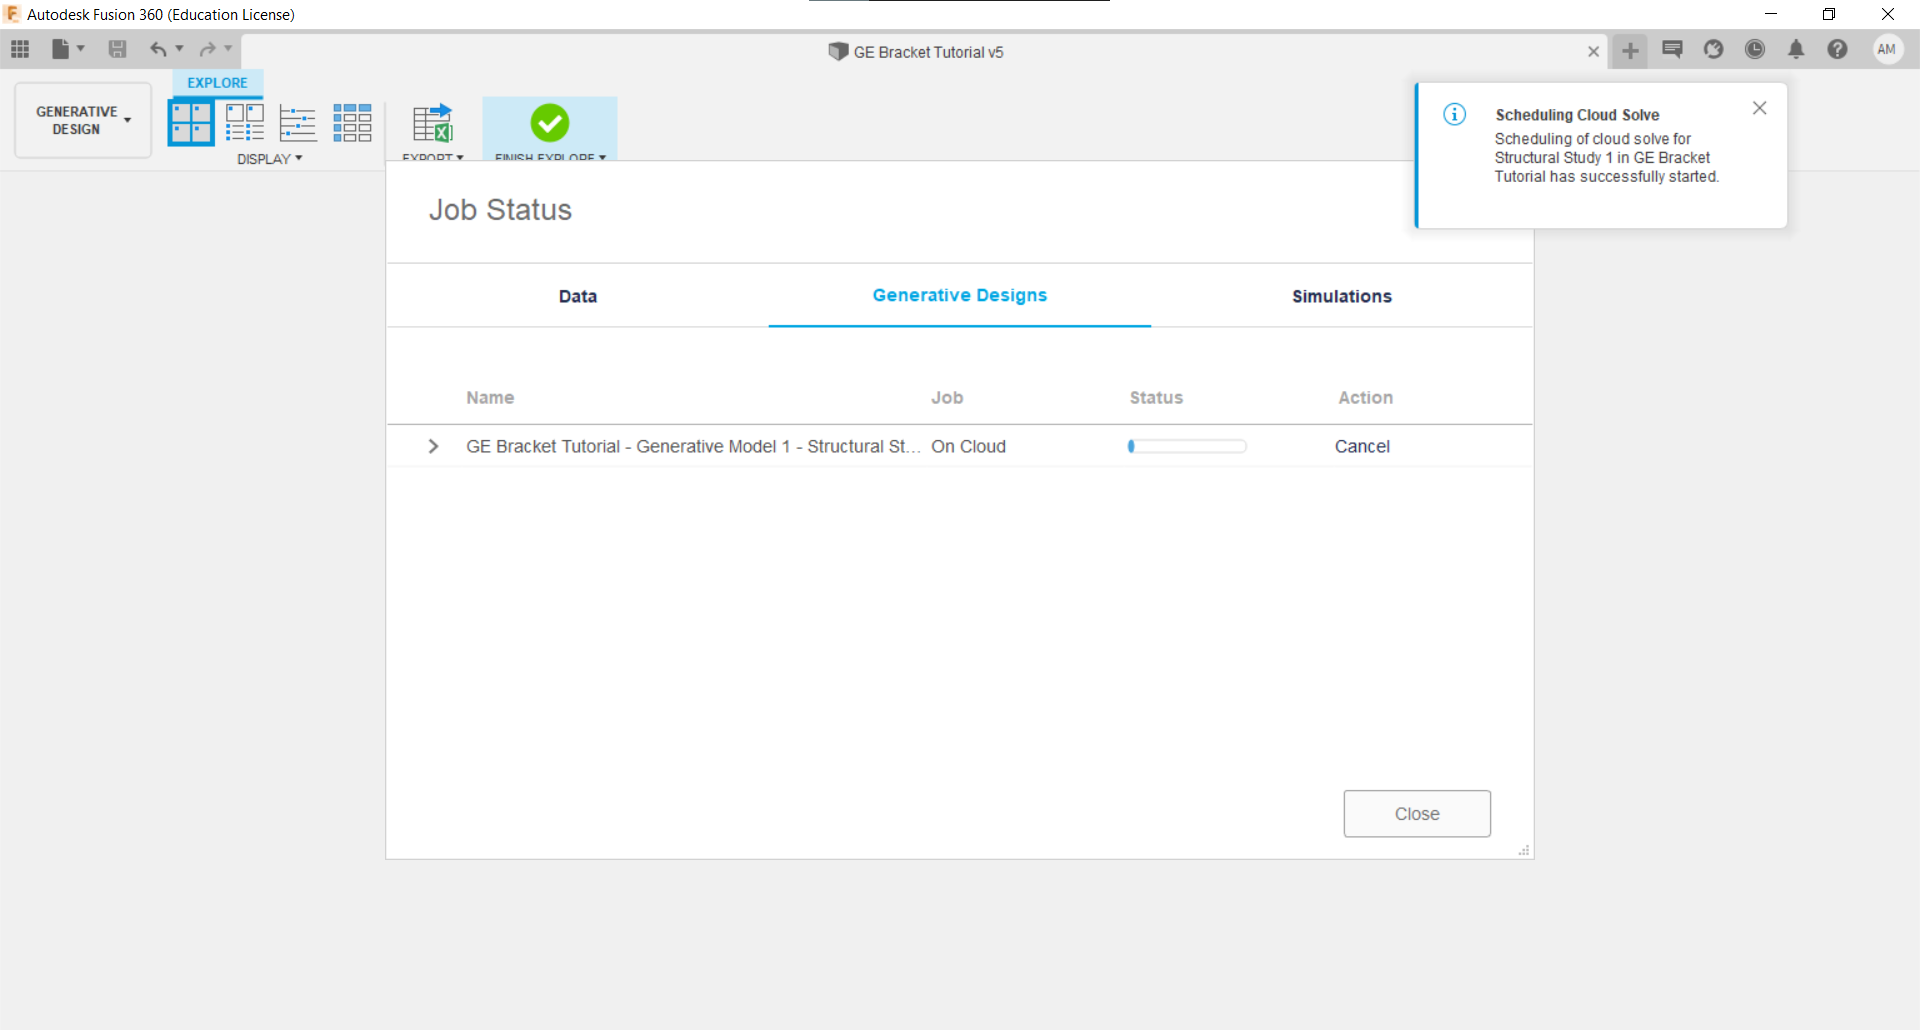 Autodesk Fusion 360 (Education License)
GE Bracket Tutorial v5
AM
EXPLORE
GENERATIVE
DESIGN
DISPLAY
EXPORT
FINISH EXPLORE
Scheduling Cloud Solve
Scheduling of cloud solve for
Structural Study 1 in GE Bracket
Tutorial has successfully started.
Job Status
Data Generative Designs Simulations
Name Job Status Action
GE Bracket Tutorial - Generative Model 1 - Structural St... On Cloud Cancel
Close